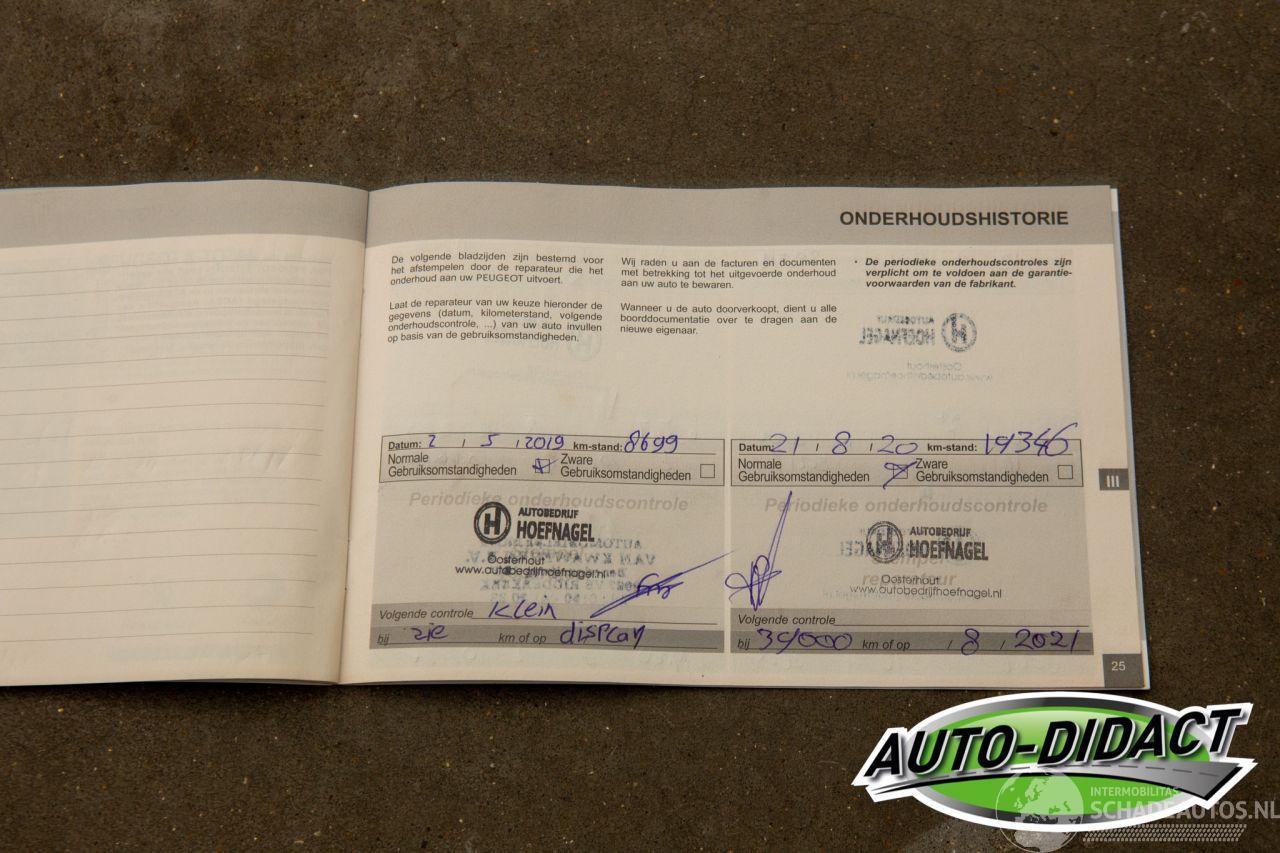 ONDERHOUDSHISTORIE
De volgende bladzijden zijn bestemd voor
het afstempelen door de reparateur die het
onderhoud aan uw PEUGEOT uitvoert.
Laat de reparateur van uw keuze hieronder de
gegevens (datum, kilometerstand, volgende
onderhoudscontrole, ...) van uw auto invullen
op basis van de gebruiksomstandigheden.
Wij raden u aan de facturen en documenten
met betrekking tot het uitgevoerde onderhoud
aan uw auto te bewaren.
Wanneer u de auto doorverkoopt, dient u alle
boorddocumentatie over te dragen aan de
nieuwe eigenaar.
• De periodieke onderhoudscontroles zijn
verplicht om te voldoen aan de garantie-
voorwaarden van de fabrikant.
Datum: 2 / 5 / 2019 km-stand: 8699
Normale
Gebruiksomstandigheden
Zware
Gebruiksomstandigheden
Periodieke onderhoudscontrole
AUTOBEDRIJF
H HOEFNAGEL
Oosterhout
www.autobedrijfhoefnagel.nl
Volgende controle Klein
bij zie km of op display
Datum: 21 / 8 / 20 km-stand: 19346
Normale
Gebruiksomstandigheden
Zware
Gebruiksomstandigheden
Periodieke onderhoudscontrole
AUTOBEDRIJF
H HOEFNAGEL
Oosterhout
www.autobedrijfhoefnagel.nl
Volgende controle
bij 39000 km of op / 8 / 2021
III
25
AUTO-DIDACT
INTERMOBILITAS
SCHADEAUTOS.NL